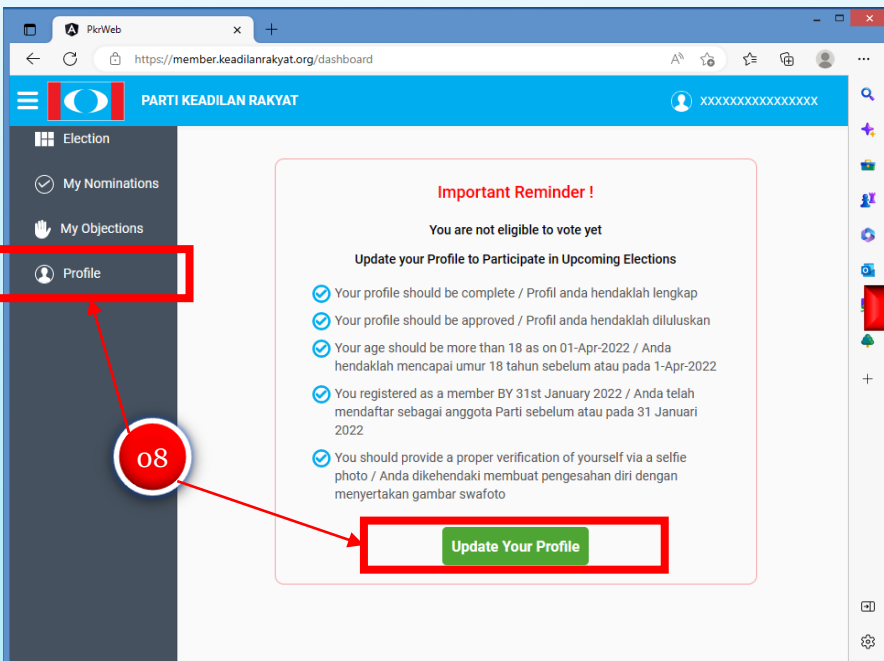 PkrWeb
https://member.keadilanrakyat.org/dashboard
PARTI KEADILAN RAKYAT
xxxxxxxxxxxxxxxx
Election
My Nominations
My Objections
Profile
Important Reminder !
You are not eligible to vote yet
Update your Profile to Participate in Upcoming Elections
Your profile should be complete / Profil anda hendaklah lengkap
Your profile should be approved / Profil anda hendaklah diluluskan
Your age should be more than 18 as on 01-Apr-2022 / Anda
hendaklah mencapai umur 18 tahun sebelum atau pada 1-Apr-2022
You registered as a member BY 31st January 2022 / Anda telah
mendaftar sebagai anggota Parti sebelum atau pada 31 Januari
2022
You should provide a proper verification of yourself via a selfie
photo / Anda dikehendaki membuat pengesahan diri dengan
menyertakan gambar swafoto
08
Update Your Profile